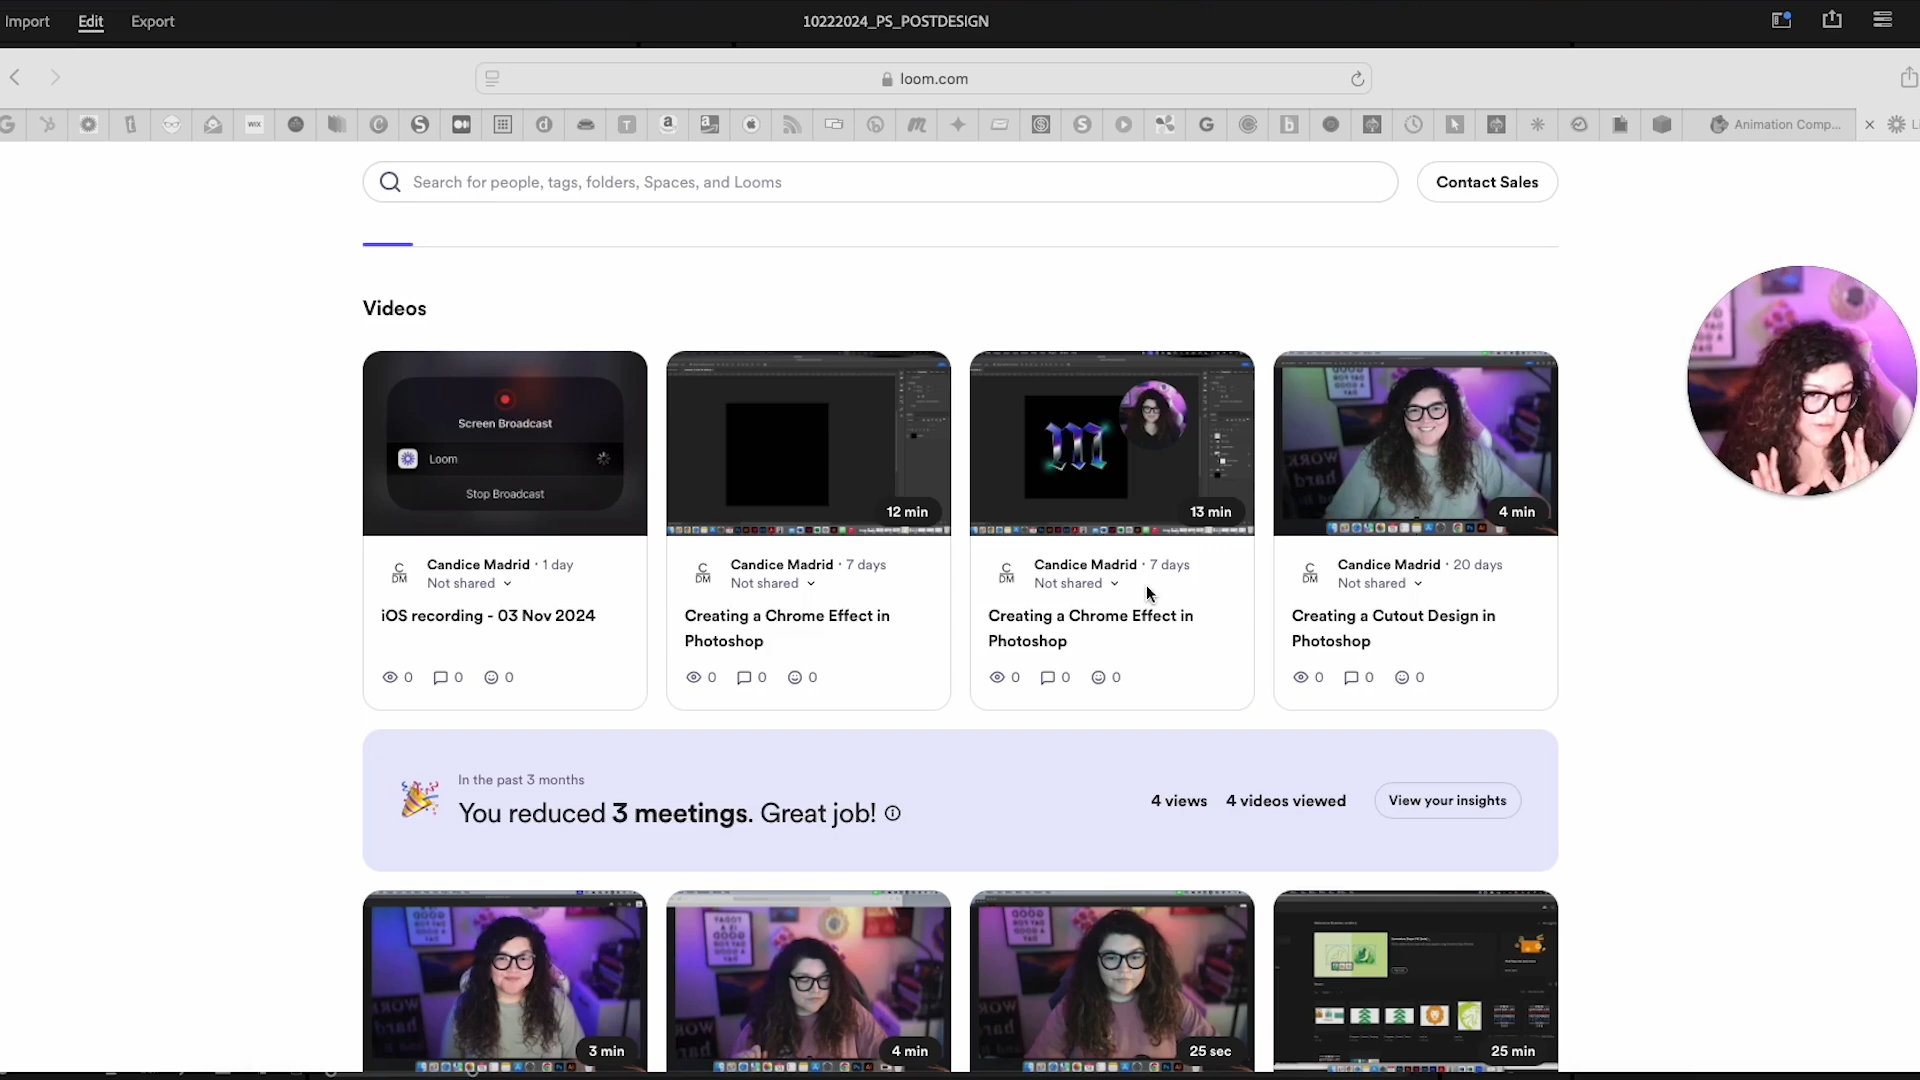 Import
Edit
Export
10222024_PS_POSTDESIGN
loom.com
WIX
Animation Comp...
Search for people, tags, folders, Spaces, and Looms
Contact Sales
Videos
Screen Broadcast
Loom
Stop Broadcast
12 min
13 min
4 min
C
DM
Candice Madrid · 1 day
Not shared
iOS recording - 03 Nov 2024
0 0 0
C
DM
Candice Madrid · 7 days
Not shared
Creating a Chrome Effect in
Photoshop
0 0 0
C
DM
Candice Madrid · 7 days
Not shared
Creating a Chrome Effect in
Photoshop
0 0 0
C
DM
Candice Madrid · 20 days
Not shared
Creating a Cutout Design in
Photoshop
0 0 0
In the past 3 months
You reduced 3 meetings. Great job!
4 views
4 videos viewed
View your insights
3 min
4 min
25 sec
25 min